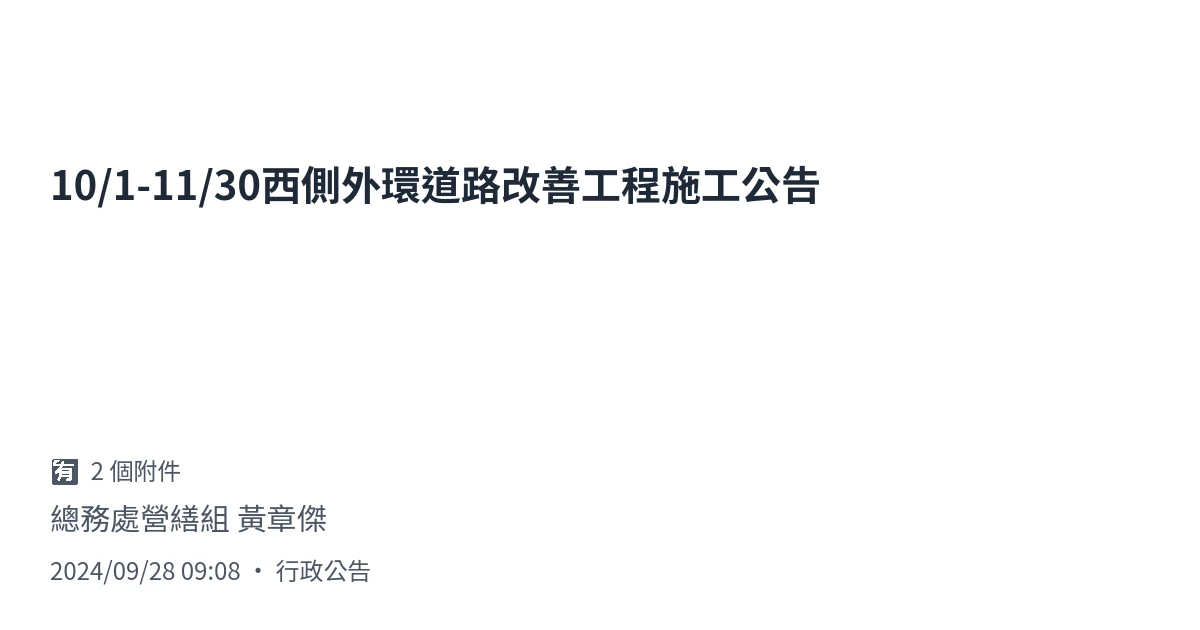 10/1-11/30西側外環道路改善工程施工公告
🈶 2 個附件
總務處營繕組 黃章傑
2024/09/28 09:08 • 行政公告